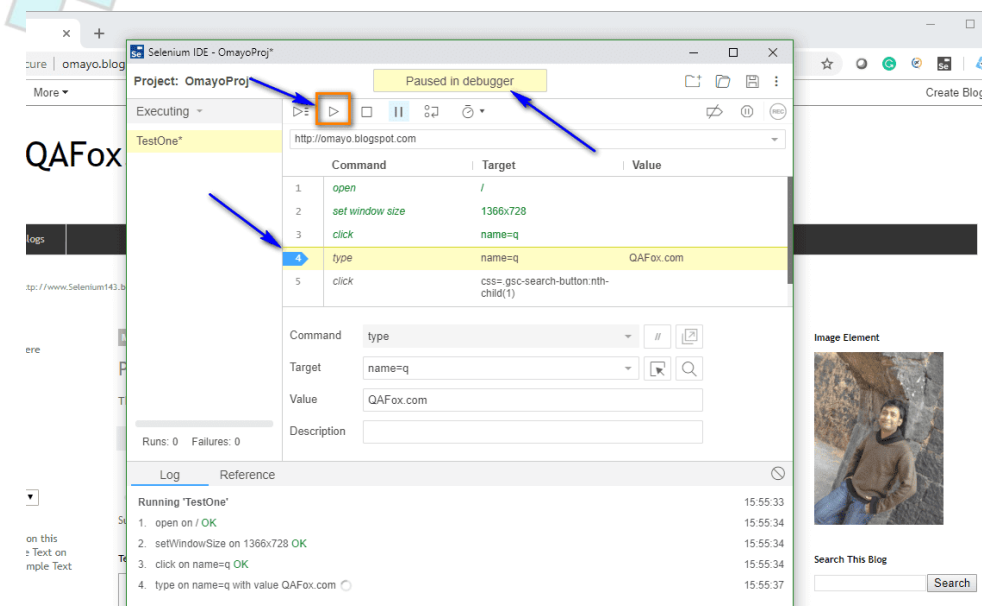 Selenium IDE - OmayoProj*
cure | omayo.blog
Project: OmayoProj
Paused in debugger
More
Create Blog
Executing
REC
TestOne*
http://omayo.blogspot.com
QAFox
Command Target Value
1 open /
2 set window size 1366x728
3 click name=q
logs
4 type name=q QAFox.com
5 click css=.gsc-search-button:nth-child(1)
ttp://www.Selenium143.b
Command type //
Image Element
ere
Target name=q
Value QAFox.com
Description
Runs: 0 Failures: 0
Log Reference
Running 'TestOne' 15:55:33
1. open on / OK 15:55:34
2. setWindowSize on 1366x728 OK 15:55:34
3. click on name=q OK 15:55:34
4. type on name=q with value QAFox.com 15:55:37
on this
e Text on
mple Text
Te
Search This Blog
Search